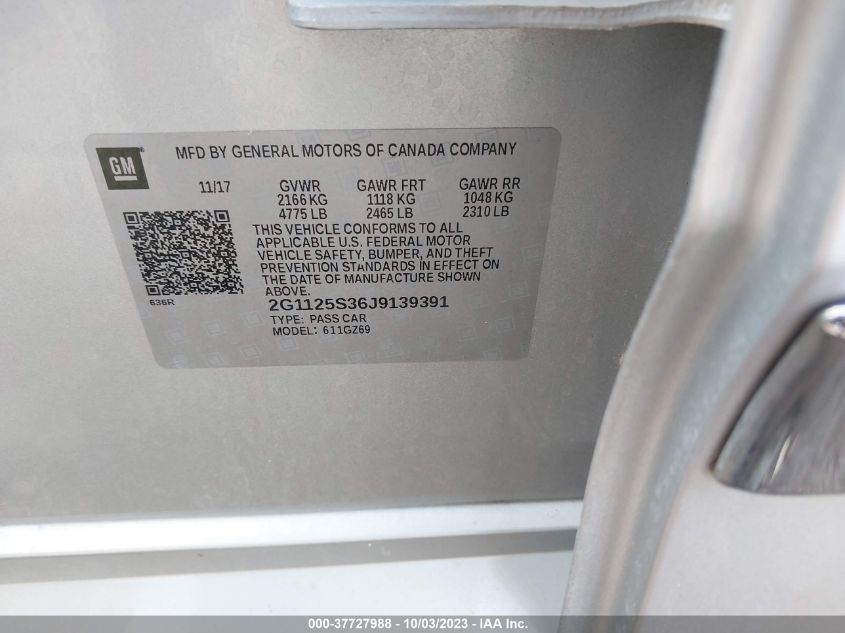 GM
MFD BY GENERAL MOTORS OF CANADA COMPANY
11/17 GVWR GAWR FRT GAWR RR
2166 KG 1118 KG 1048 KG
4775 LB 2465 LB 2310 LB
THIS VEHICLE CONFORMS TO ALL
APPLICABLE U.S. FEDERAL MOTOR
VEHICLE SAFETY, BUMPER, AND THEFT
PREVENTION STANDARDS IN EFFECT ON
THE DATE OF MANUFACTURE SHOWN
ABOVE.
636R
2G1125S36J9139391
TYPE: PASS CAR
MODEL: 611GZ69
000-37727988 - 10/03/2023 - IAA Inc.